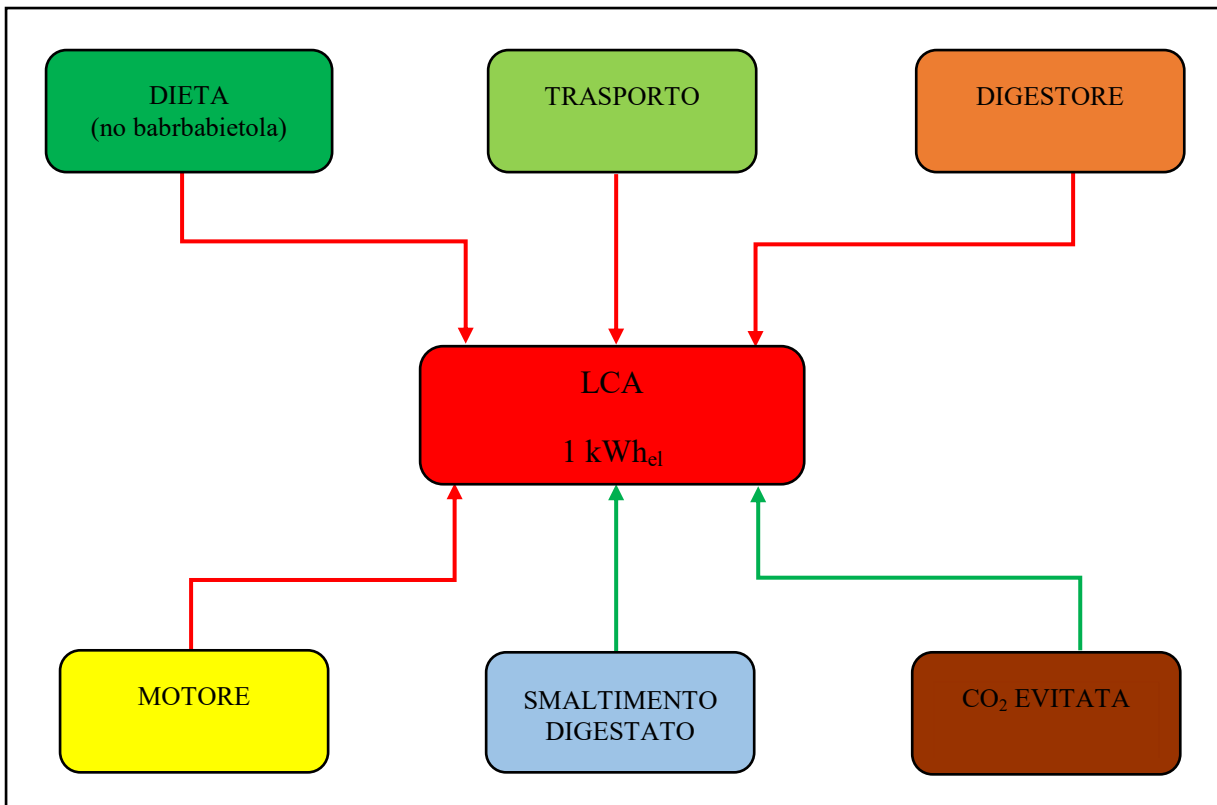 DIETA
(no babrbabietola)
TRASPORTO
DIGESTORE
LCA
1 kWhel
MOTORE
SMALTIMENTO
DIGESTATO
CO2 EVITATA